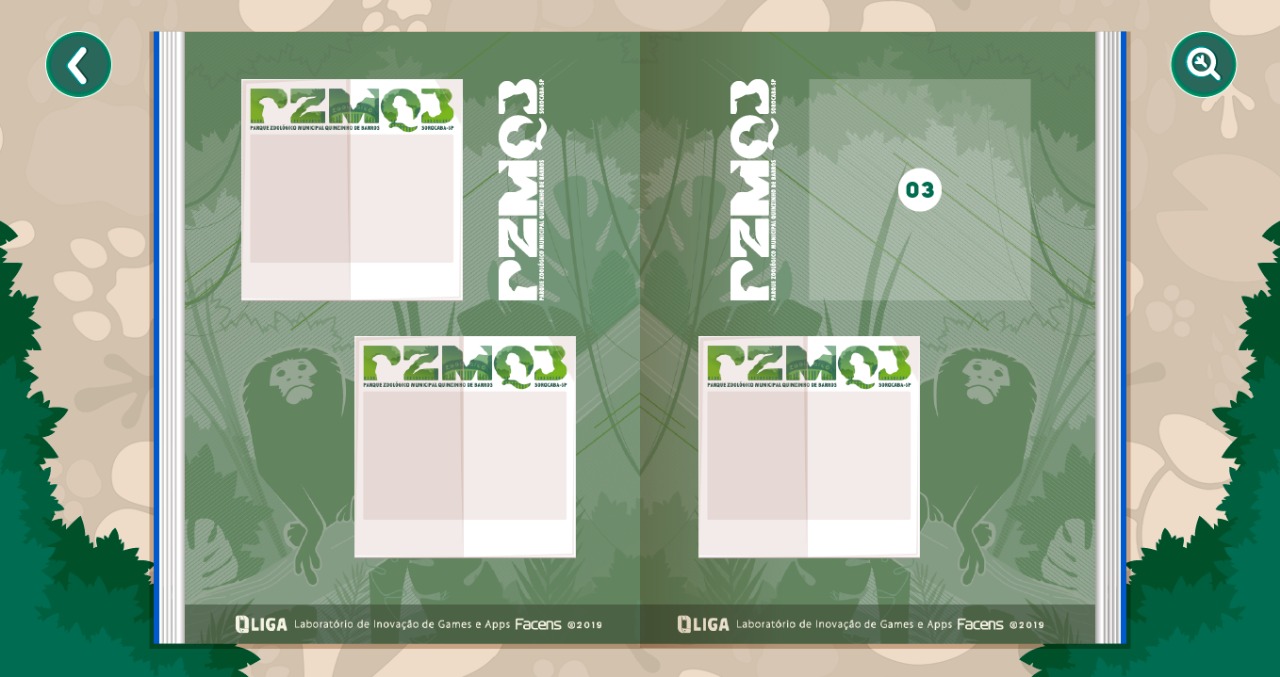 PZMQB
PARQUE ZOOLÓGICO MUNICIPAL QUINZINHO DE BARROS SOROCABA-SP
PZMQB
PARQUE ZOOLÓGICO MUNICIPAL QUINZINHO DE BARROS SOROCABA-SP
PZMQB
PARQUE ZOOLÓGICO MUNICIPAL QUINZINHO DE BARROS SOROCABA-SP
03
PZMQB
PARQUE ZOOLÓGICO MUNICIPAL QUINZINHO DE BARROS SOROCABA-SP
PZMQB
PARQUE ZOOLÓGICO MUNICIPAL QUINZINHO DE BARROS SOROCABA-SP
LIGA Laboratório de Inovação de Games e Apps Facens ©2019
LIGA Laboratório de Inovação de Games e Apps Facens ©2019